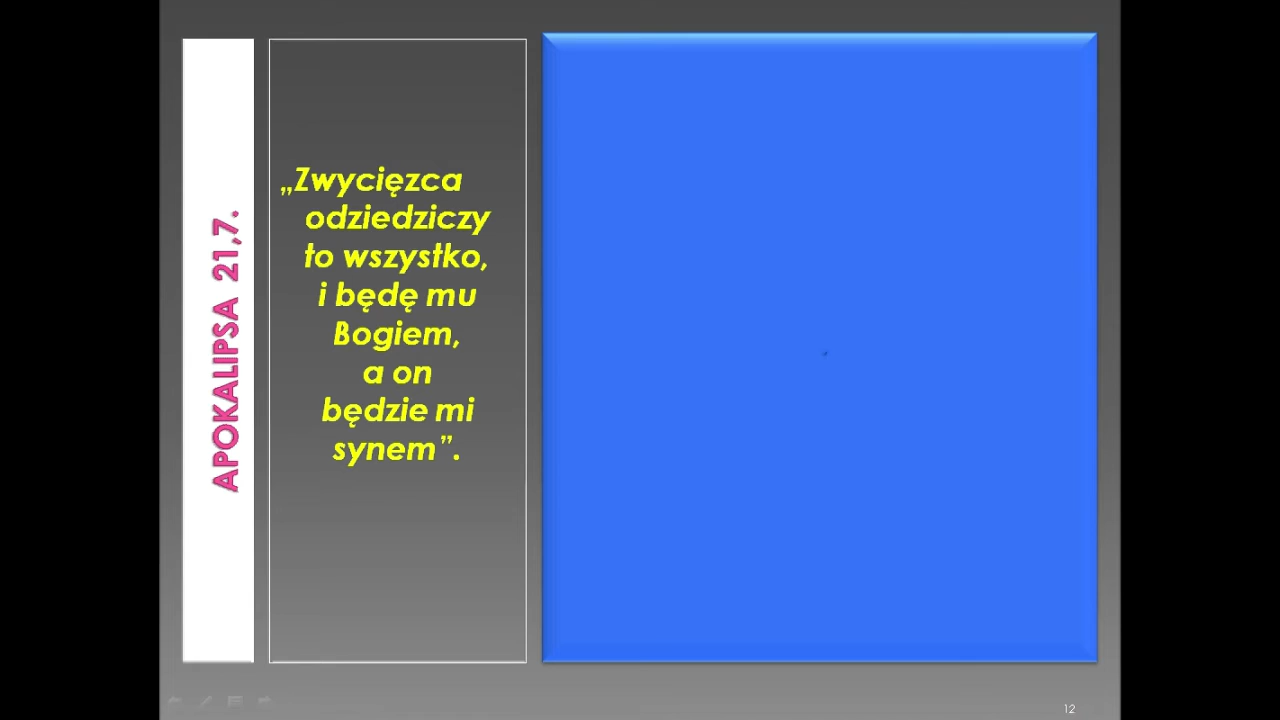 APOKALIPSA 21,7.
„Zwycięzca
odziedziczy
to wszystko,
i będę mu
Bogiem,
a on
będzie mi
synem”.
12